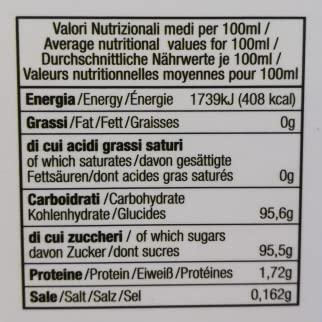 Valori Nutrizionali medi per 100ml /
Average nutritional values for 100ml /
Durchschnittliche Nährwerte je 100ml /
Valeurs nutritionnelles moyennes pour 100ml
Energia /Energy/Énergie 1739kJ (408 kcal)
Grassi /Fat/Fett/Graisses 0g
di cui acidi grassi saturi
of which saturates/davon gesättigte
Fettsäuren/dont acides gras saturés 0g
Carboidrati /Carbohydrate
Kohlenhydrate/Glucides 95,6g
di cui zuccheri / of which sugars
davon Zucker/dont sucres 95,5g
Proteine/Protein/Eiweiß/Protéines 1,72g
Sale/Salt/Salz/Sel 0,162g